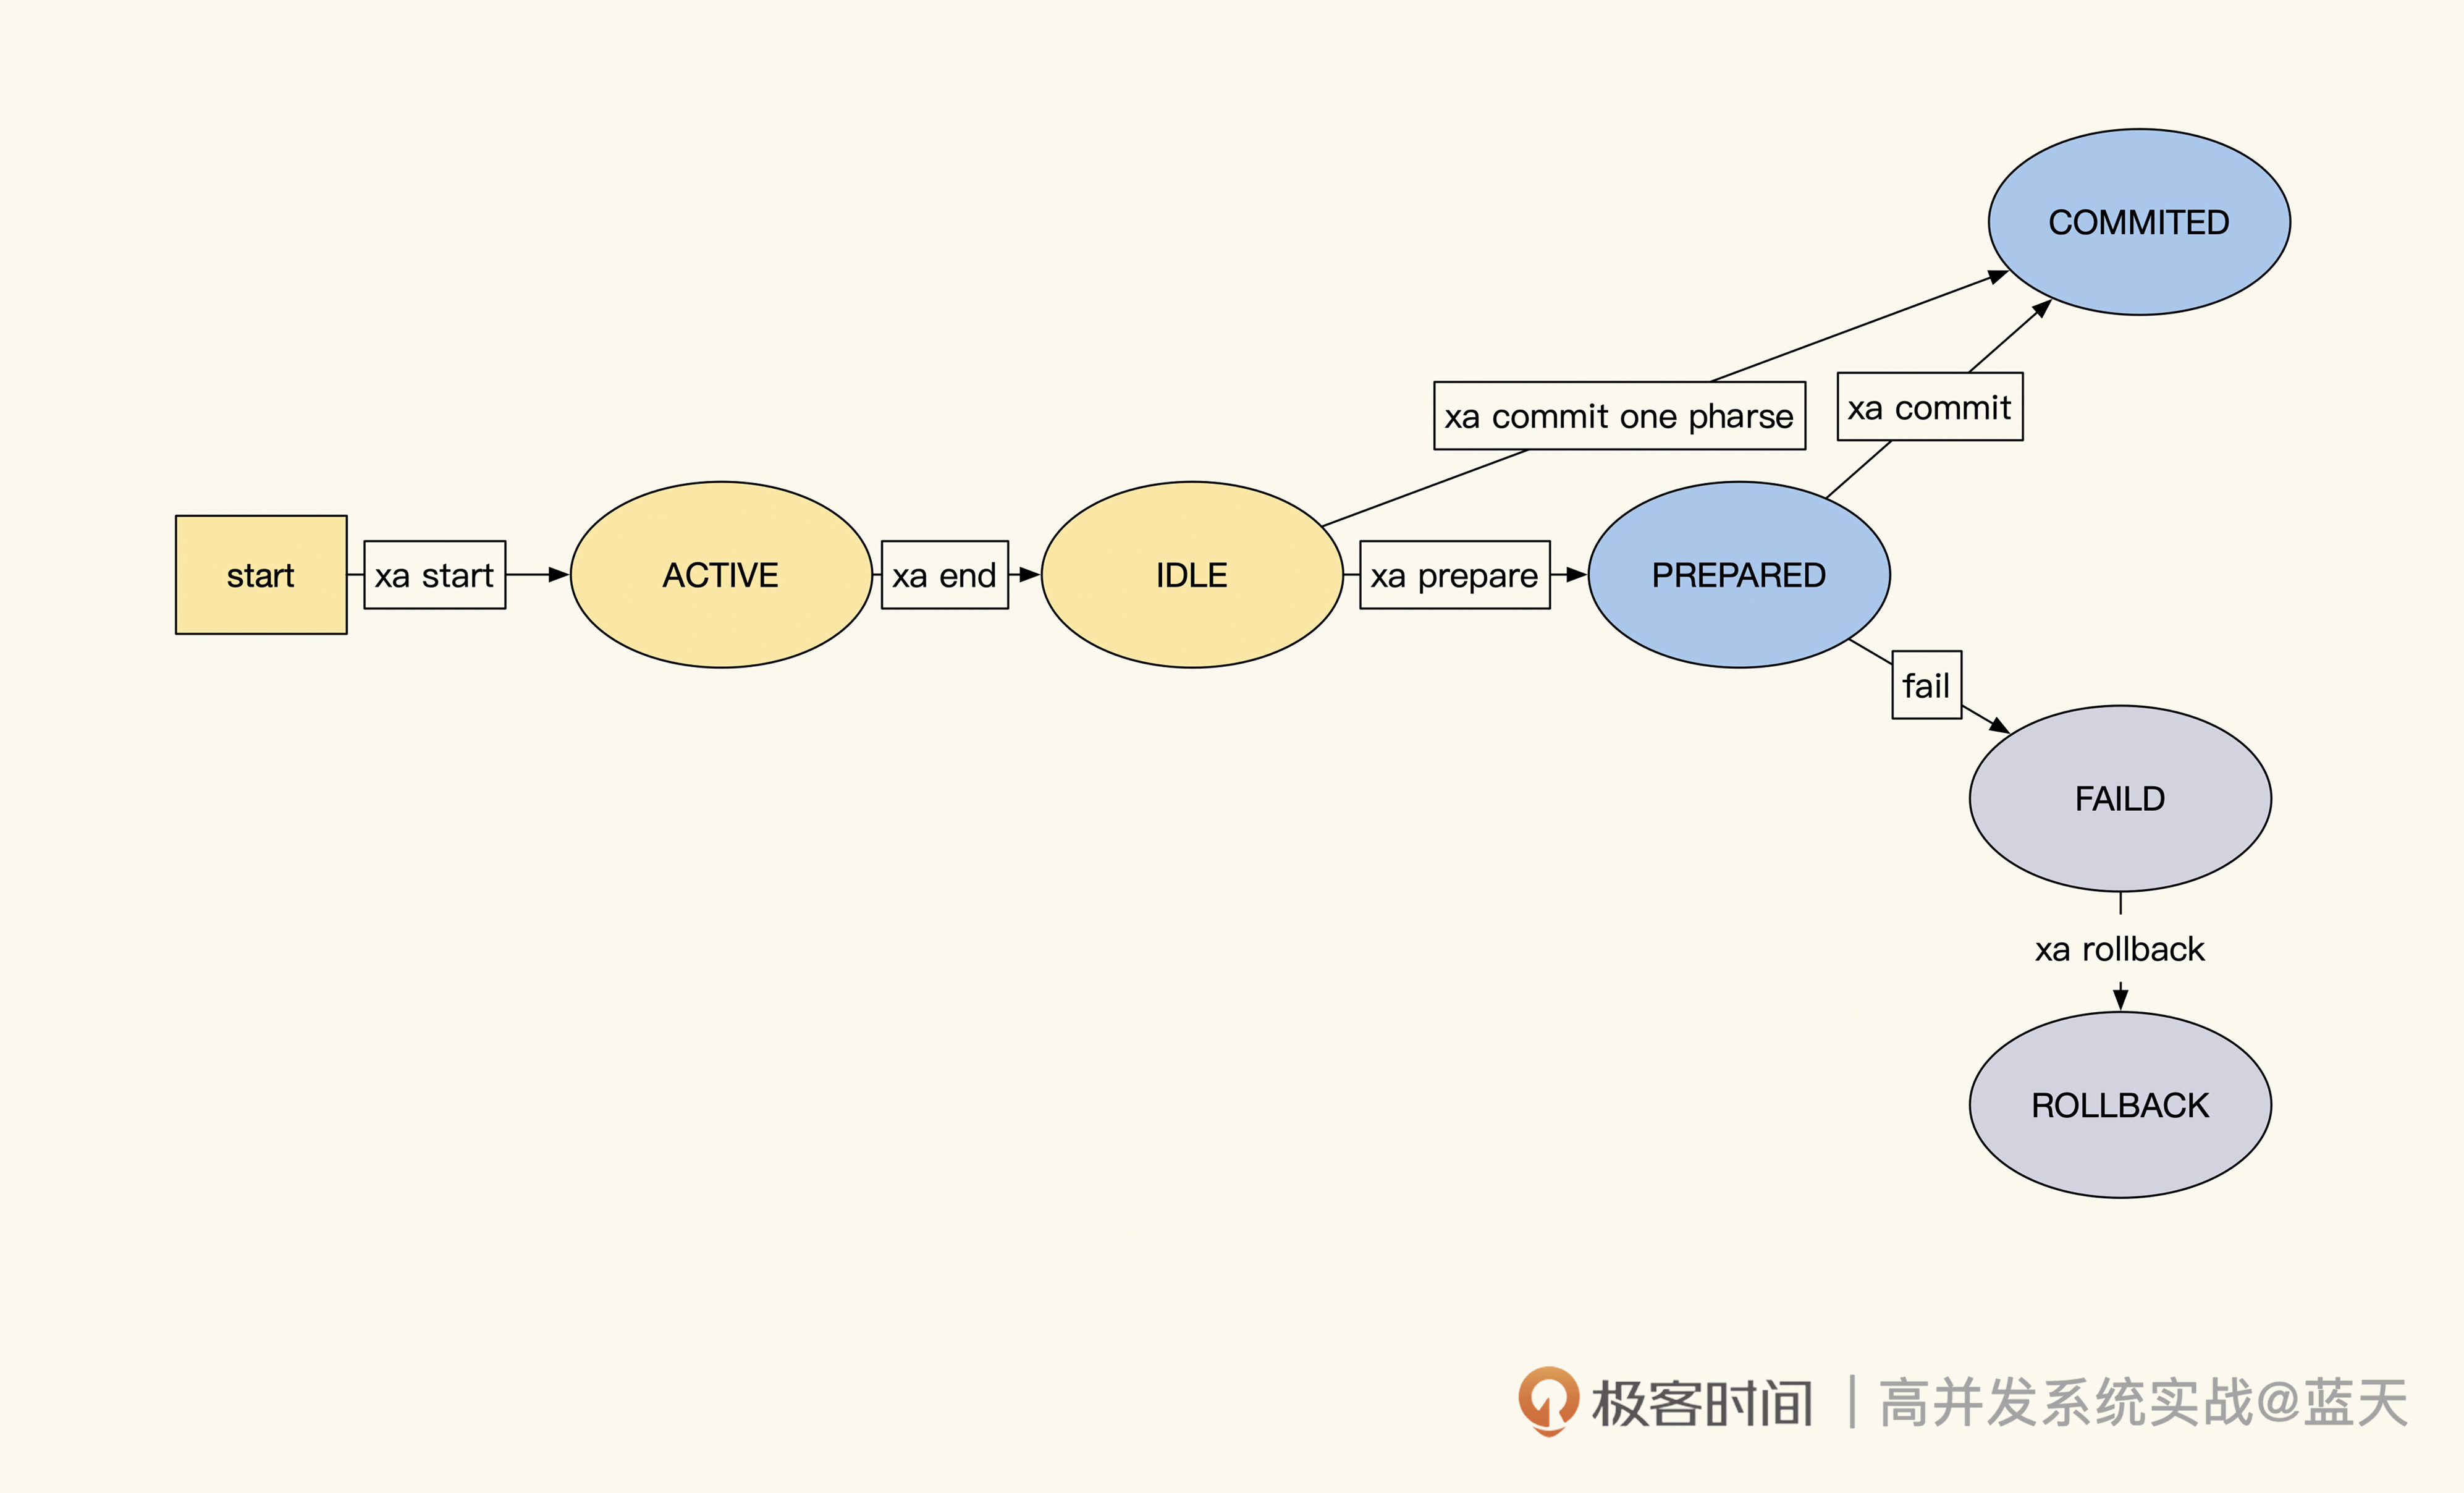 COMMITED
xa commit one pharse
xa commit
start
xa start
ACTIVE
xa end
IDLE
xa prepare
PREPARED
fail
FAILD
xa rollback
ROLLBACK
极客时间 | 高并发系统实战@蓝天